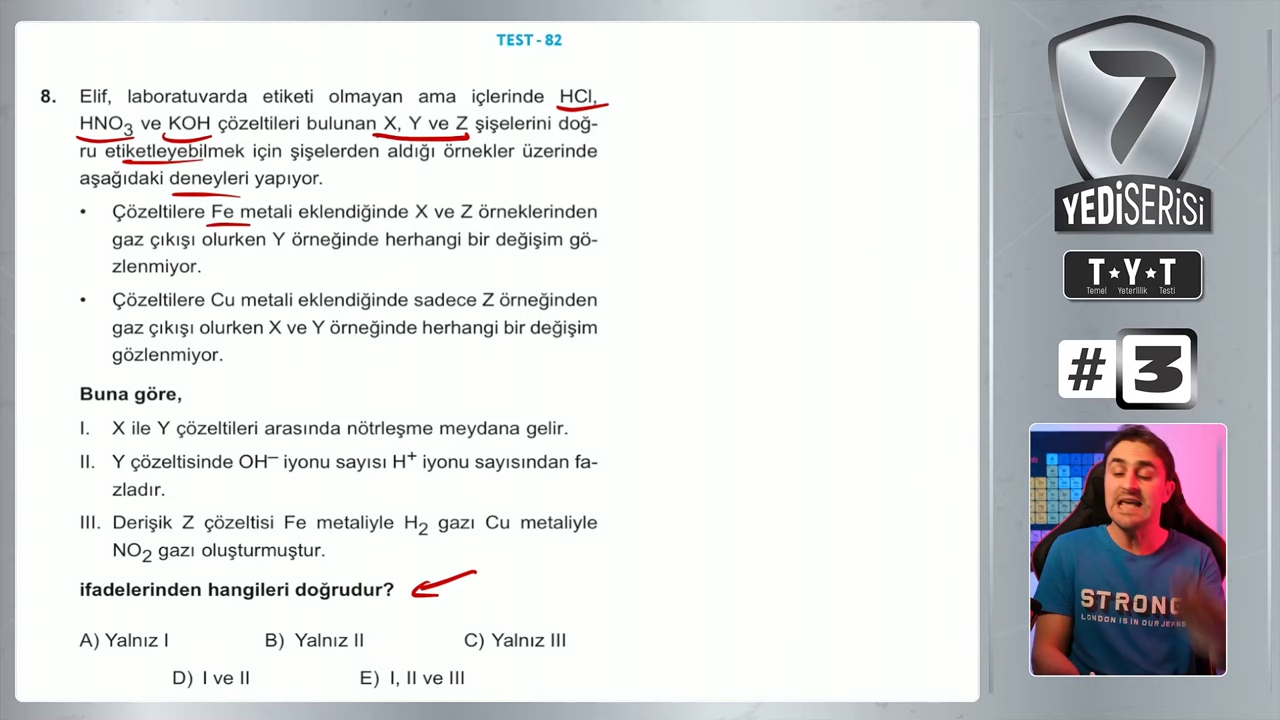 TEST - 82
8. Elif, laboratuvarda etiketi olmayan ama içlerinde HCl,
HNO3 ve KOH çözeltileri bulunan X, Y ve Z şişelerini doğ-
ru etiketleyebilmek için şişelerden aldığı örnekler üzerinde
aşağıdaki deneyleri yapıyor.
• Çözeltilere Fe metali eklendiğinde X ve Z örneklerinden
gaz çıkışı olurken Y örneğinde herhangi bir değişim gö-
zlenmiyor.
• Çözeltilere Cu metali eklendiğinde sadece Z örneğinden
gaz çıkışı olurken X ve Y örneğinde herhangi bir değişim
gözlenmiyor.
Buna göre,
I. X ile Y çözeltileri arasında nötrleşme meydana gelir.
II. Y çözeltisinde OH– iyonu sayısı H+ iyonu sayısından fa-
zladır.
III. Derişik Z çözeltisi Fe metaliyle H2 gazı Cu metaliyle
NO2 gazı oluşturmuştur.
ifadelerinden hangileri doğrudur?
A) Yalnız I B) Yalnız II C) Yalnız III
D) I ve II E) I, II ve III
7
YEDİSERİSİ
T★Y★T
Temel Yeterlilik Testi
#3
STRONG
LONDON IS IN OUR JEANS